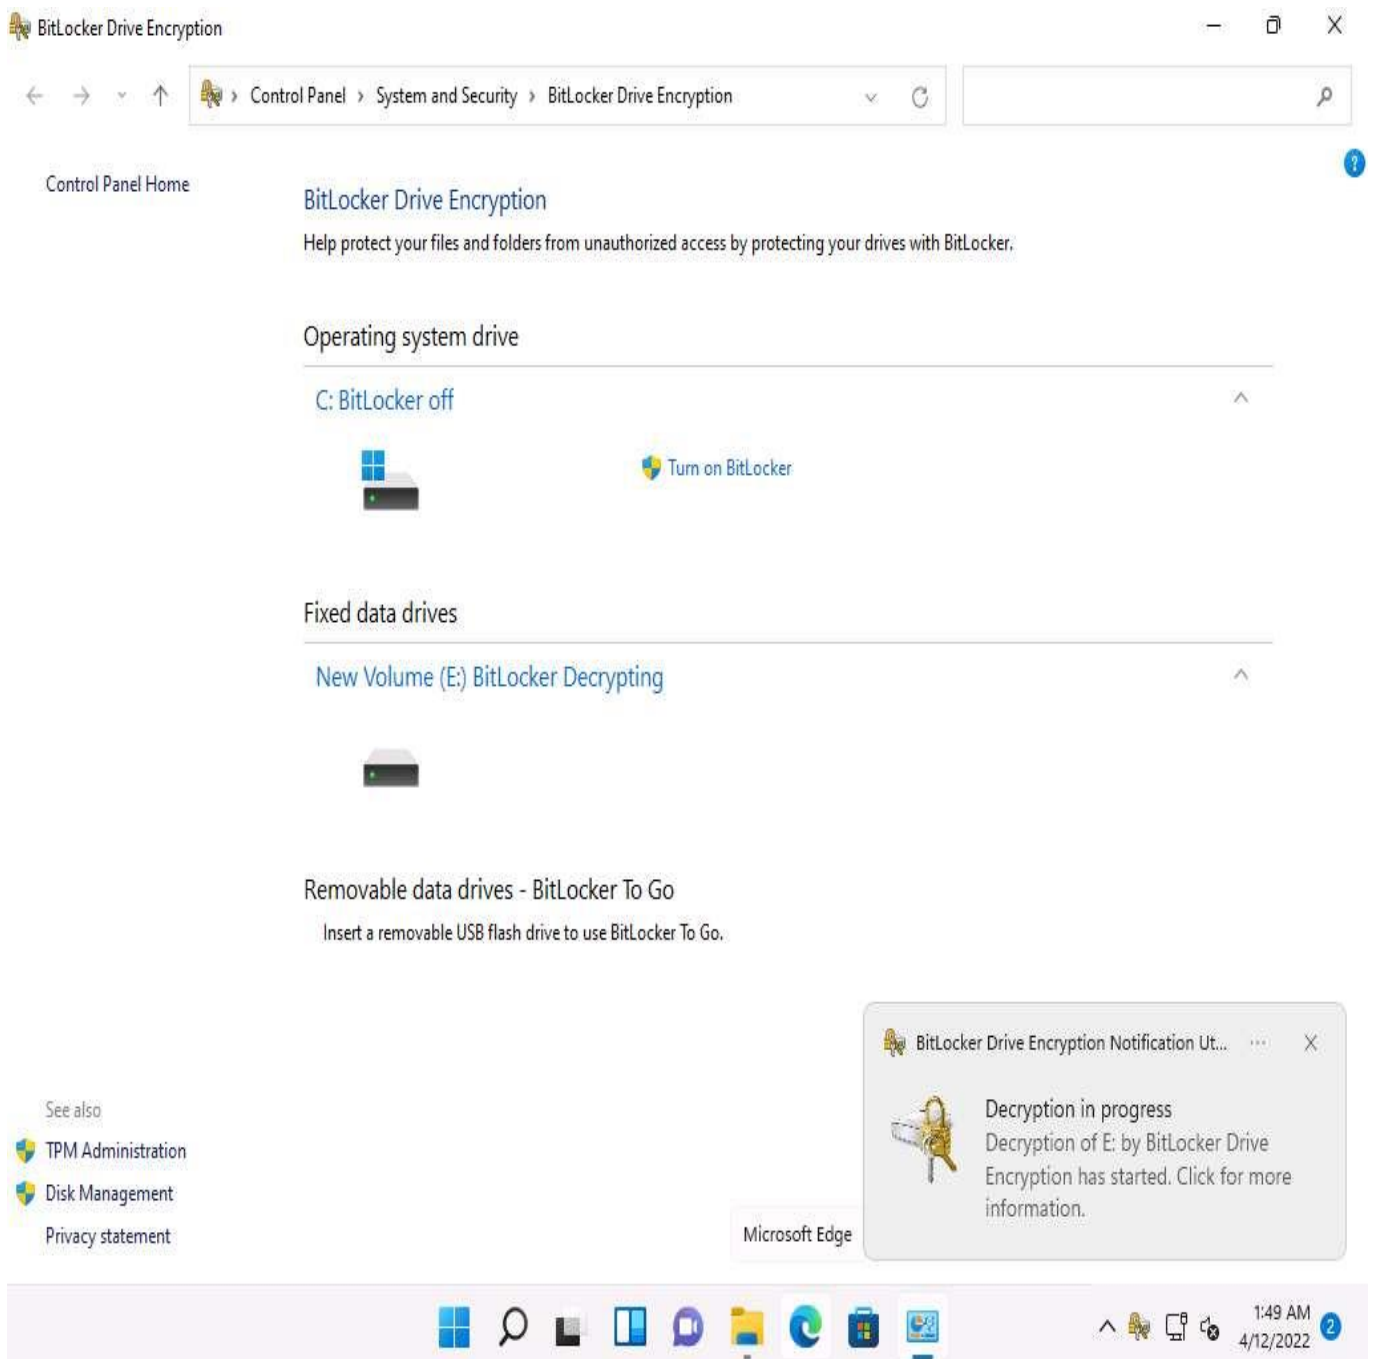 BitLocker Drive Encryption
Control Panel > System and Security > BitLocker Drive Encryption
Control Panel Home
BitLocker Drive Encryption
Help protect your files and folders from unauthorized access by protecting your drives with BitLocker.
Operating system drive
C: BitLocker off
Turn on BitLocker
Fixed data drives
New Volume (E:) BitLocker Decrypting
Removable data drives - BitLocker To Go
Insert a removable USB flash drive to use BitLocker To Go.
BitLocker Drive Encryption Notification Ut...
Decryption in progress
Decryption of E: by BitLocker Drive
Encryption has started. Click for more
information.
See also
TPM Administration
Disk Management
Privacy statement
Microsoft Edge
1:49 AM
4/12/2022
2